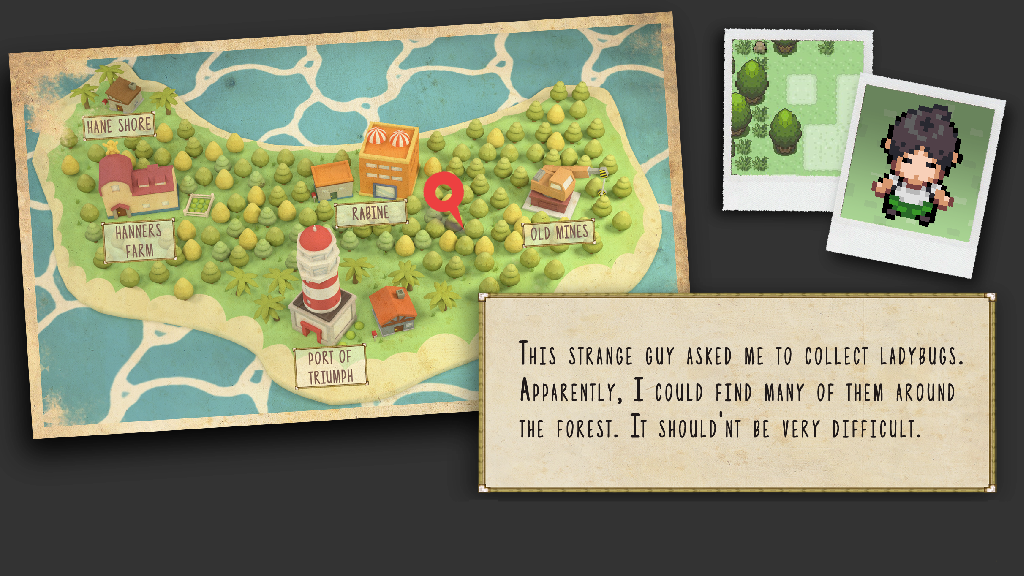 HANE SHORE
HANNERS
FARM
RABINE
OLD MINES
PORT OF
TRIUMPH
THIS STRANGE GUY ASKED ME TO COLLECT LADYBUGS.
APPARENTLY, I COULD FIND MANY OF THEM AROUND
THE FOREST. IT SHOULD'NT BE VERY DIFFICULT.